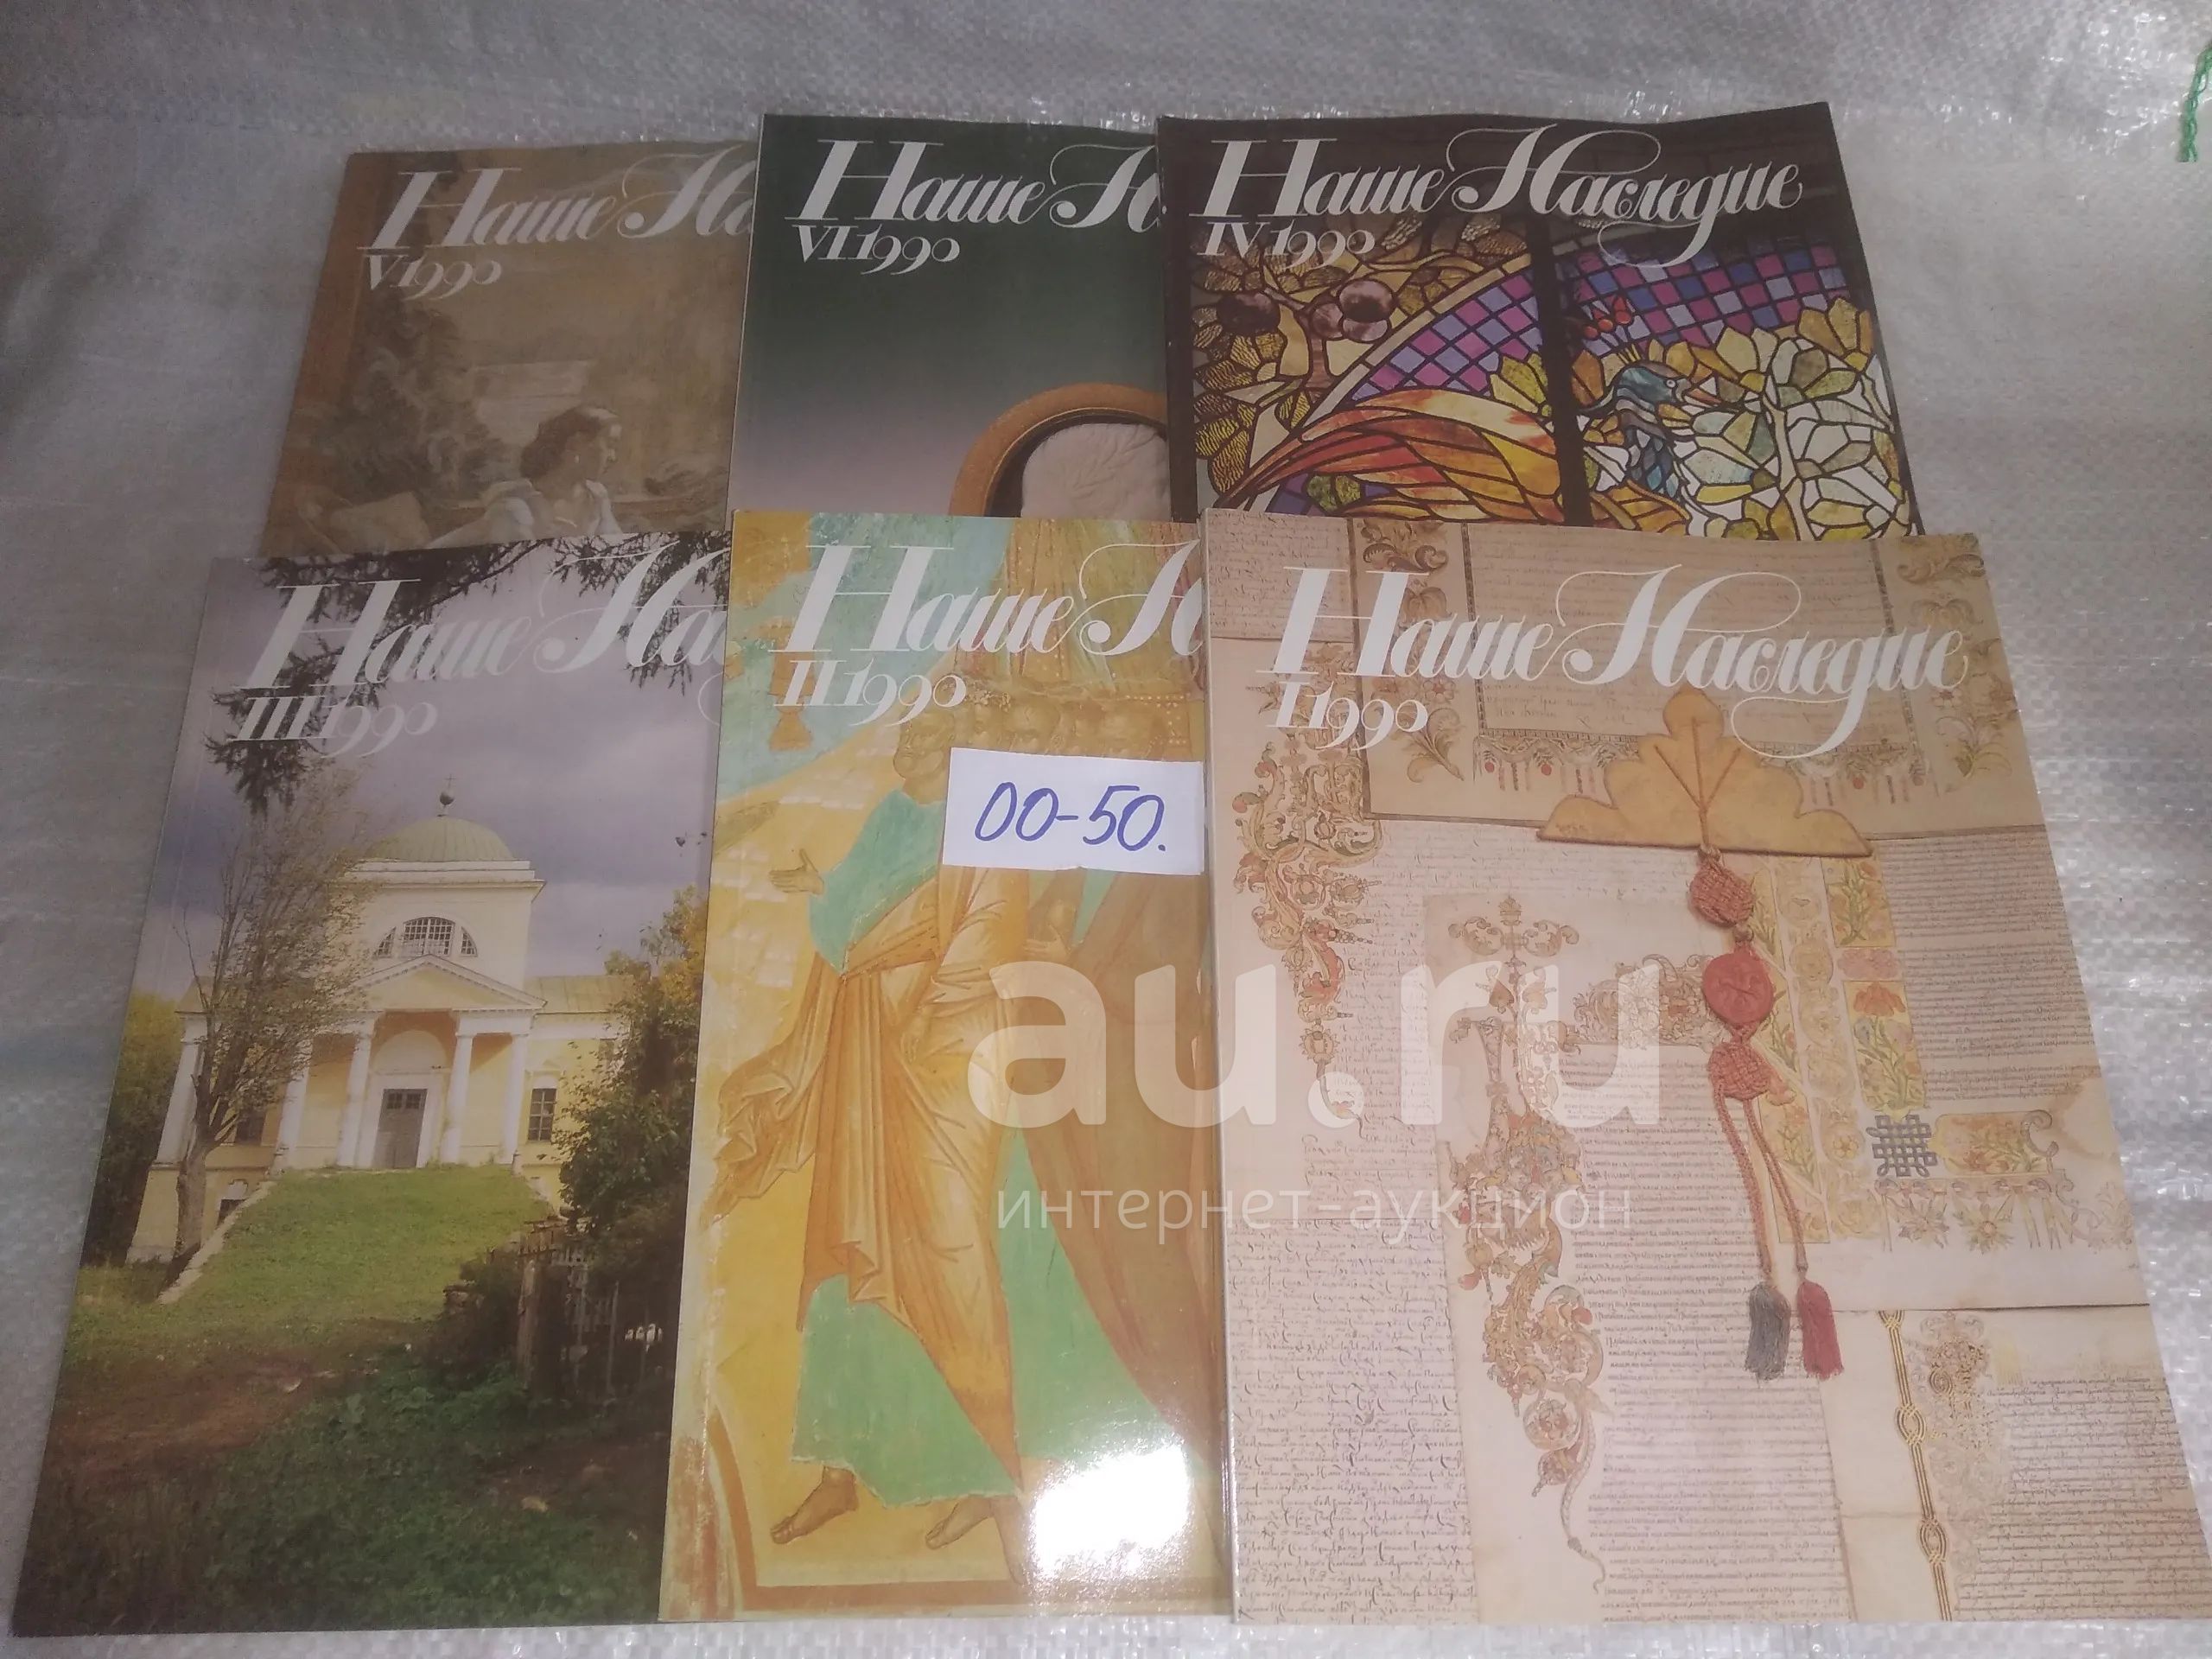 Наше На
V 1990
Наше Н
VI 1990
Наше Наследие
IV 1990
Наше Нас
III 1990
Наше Н
II 1990
Наше Наследие
I 1990
00-50.
au.ru
интернет-аукцион